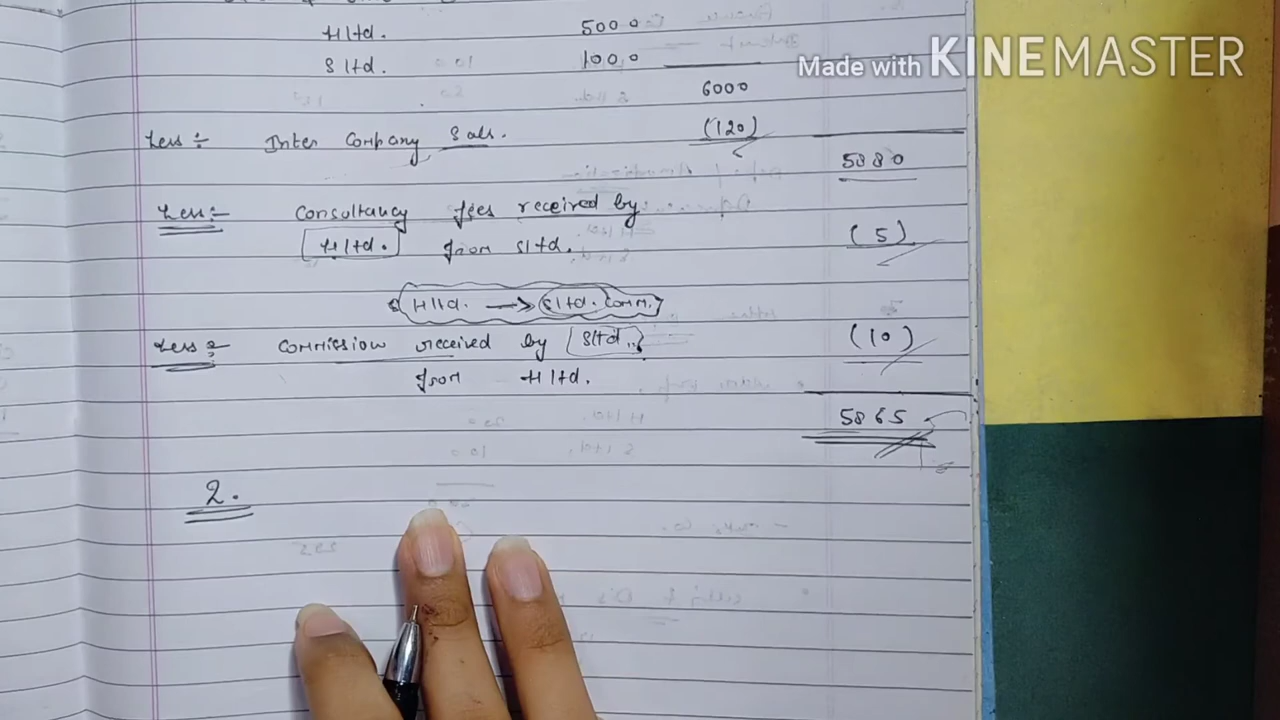 H ltd. 5000
S ltd. 1000
Made with KINEMASTER
6000
Less :- Inter Company Sals. (120)
5880
Less :- Consultancy fees received by
H ltd. from S ltd. (5)
H ltd. → S ltd. comm.
Less :- Commission received by S ltd. (10)
from H ltd.
5865
2.